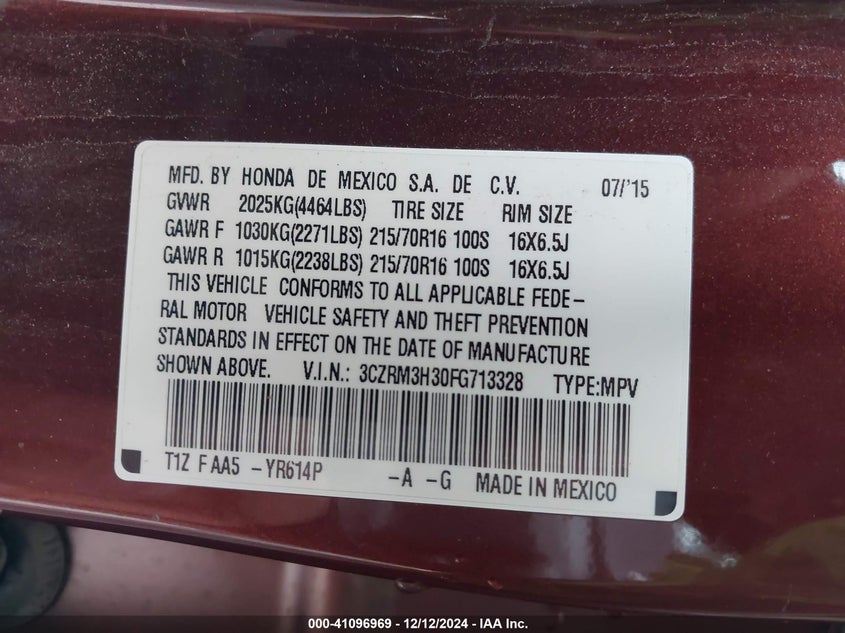 MFD. BY HONDA DE MEXICO S.A. DE C.V. 07/'15
GVWR 2025KG(4464LBS) TIRE SIZE RIM SIZE
GAWR F 1030KG(2271LBS) 215/70R16 100S 16X6.5J
GAWR R 1015KG(2238LBS) 215/70R16 100S 16X6.5J
THIS VEHICLE CONFORMS TO ALL APPLICABLE FEDE–
RAL MOTOR VEHICLE SAFETY AND THEFT PREVENTION
STANDARDS IN EFFECT ON THE DATE OF MANUFACTURE
SHOWN ABOVE. V.I.N.: 3CZRM3H30FG713328 TYPE:MPV
T1Z F AA5 –YR614P –A –G MADE IN MEXICO
000-41096969 – 12/12/2024 – IAA Inc.